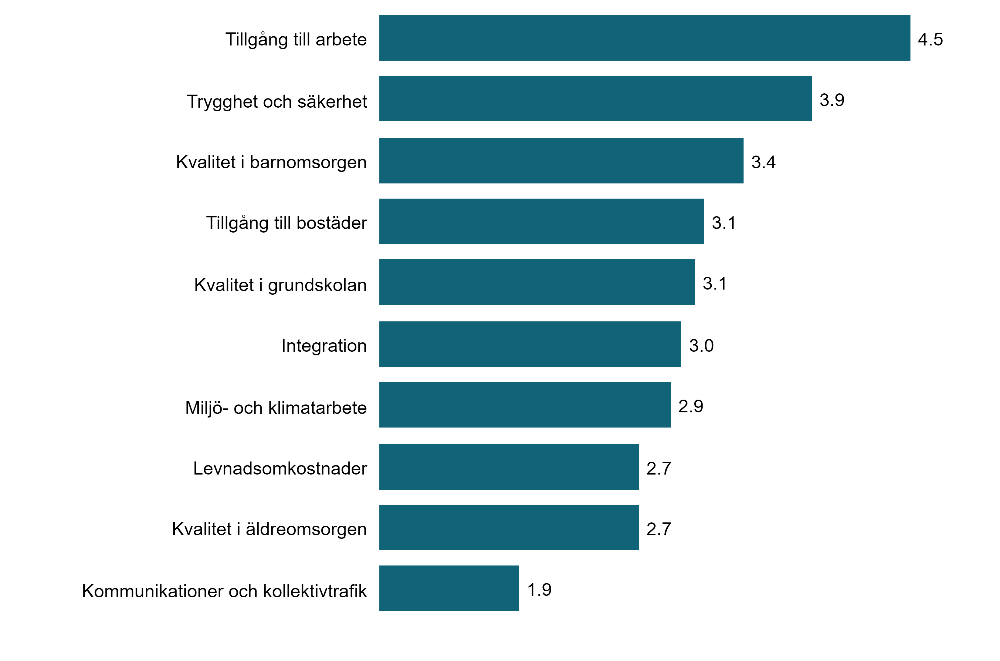 Tillgång till arbete 4.5
Trygghet och säkerhet 3.9
Kvalitet i barnomsorgen 3.4
Tillgång till bostäder 3.1
Kvalitet i grundskolan 3.1
Integration 3.0
Miljö- och klimatarbete 2.9
Levnadsomkostnader 2.7
Kvalitet i äldreomsorgen 2.7
Kommunikationer och kollektivtrafik 1.9